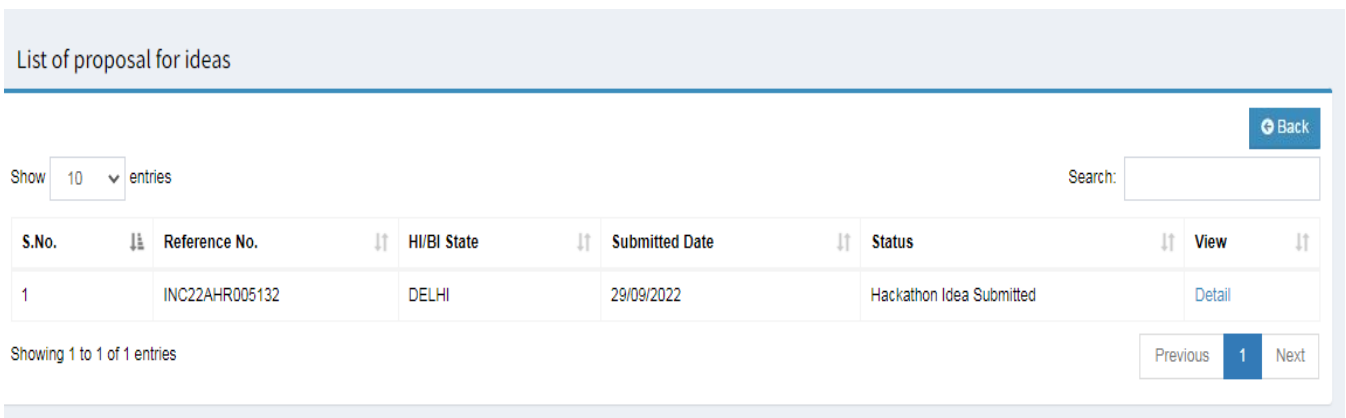 List of proposal for ideas
Back
Show 10 entries Search:
S.No. Reference No. HI/BI State Submitted Date Status View
1 INC22AHR005132 DELHI 29/09/2022 Hackathon Idea Submitted Detail
Showing 1 to 1 of 1 entries Previous 1 Next